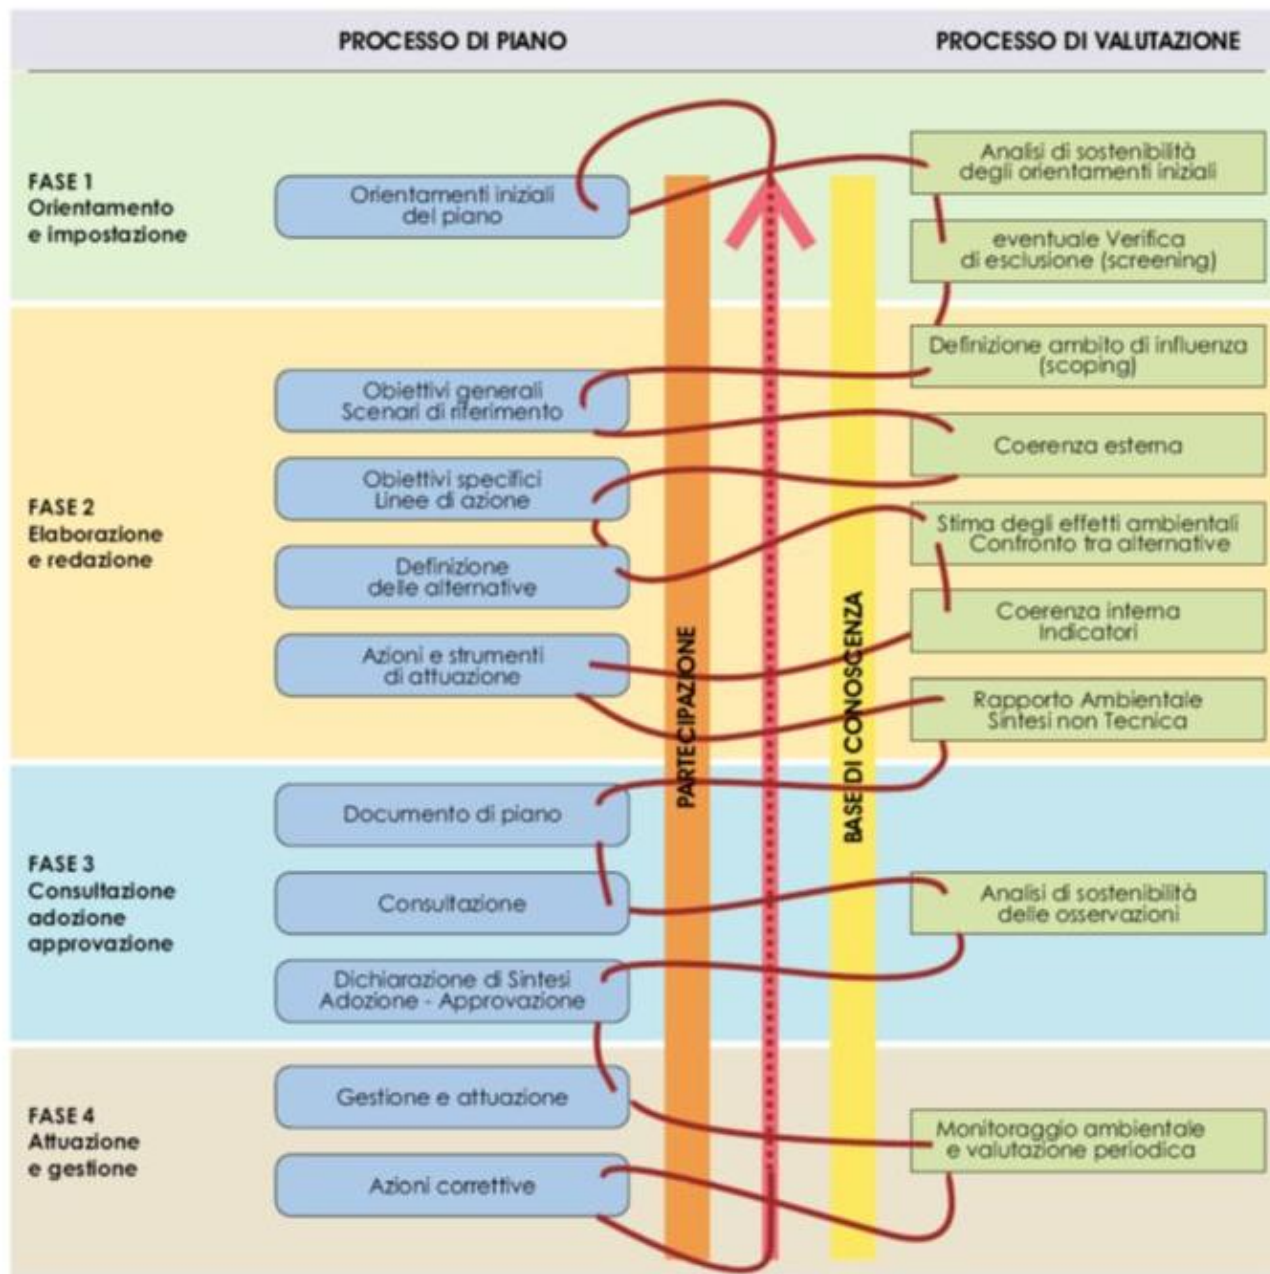 PROCESSO DI PIANO
PROCESSO DI VALUTAZIONE
FASE 1
Orientamento
e impostazione
Orientamenti iniziali
del piano
Analisi di sostenibilità
degli orientamenti iniziali
eventuale Verifica
di esclusione (screening)
FASE 2
Elaborazione
e redazione
Obiettivi generali
Scenari di riferimento
Obiettivi specifici
Linee di azione
Definizione
delle alternative
Azioni e strumenti
di attuazione
Definizione ambito di influenza
(scoping)
Coerenza esterna
Stima degli effetti ambientali
Confronto tra alternative
Coerenza interna
Indicatori
Rapporto Ambientale
Sintesi non Tecnica
PARTECIPAZIONE
BASE DI CONOSCENZA
FASE 3
Consultazione
adozione
approvazione
Documento di piano
Consultazione
Dichiarazione di Sintesi
Adozione - Approvazione
Analisi di sostenibilità
delle osservazioni
FASE 4
Attuazione
e gestione
Gestione e attuazione
Azioni correttive
Monitoraggio ambientale
e valutazione periodica